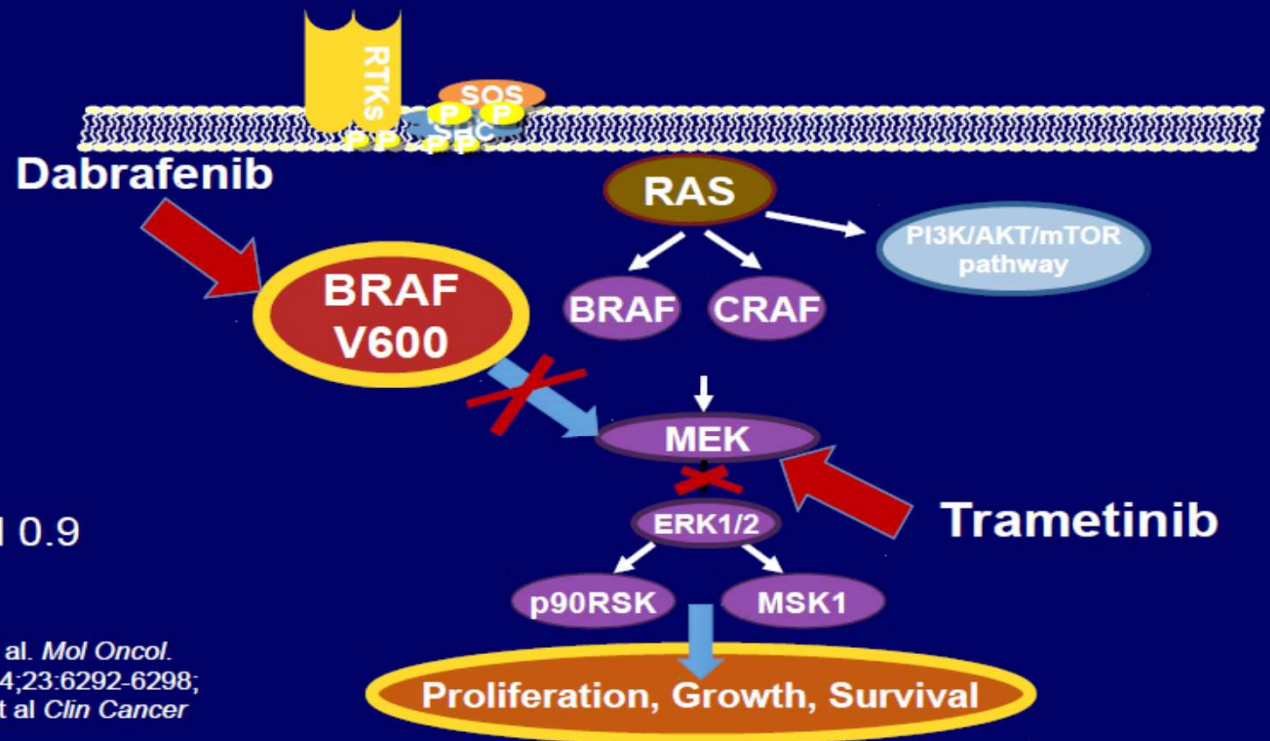 RTKs
SOS
P P
SHC
P P P P
Dabrafenib
RAS
PI3K/AKT/mTOR
pathway
BRAF
V600
BRAF
CRAF
MEK
ERK1/2
Trametinib
0.9
p90RSK
MSK1
al. Mol Oncol.
4;23:6292-6298;
al Clin Cancer
Proliferation, Growth, Survival